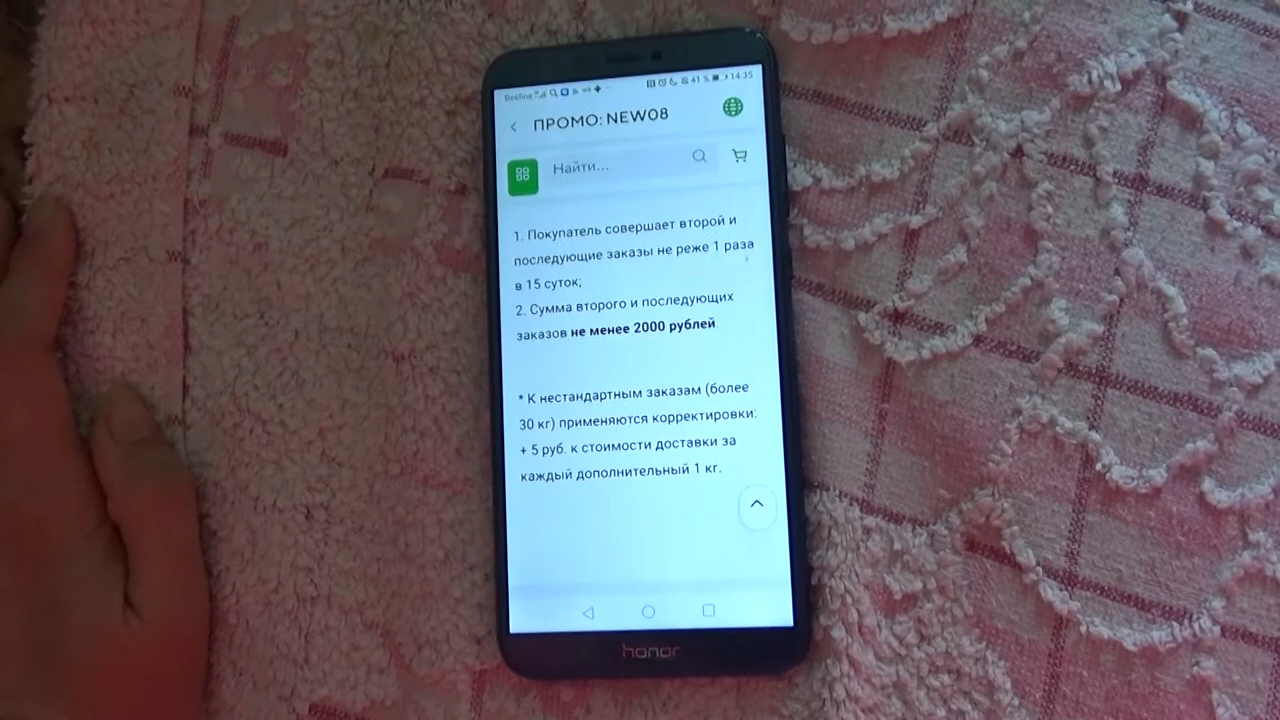 Beeline 41 % 14:35
ПРОМО: NEW08
Найти...
1. Покупатель совершает второй и
последующие заказы не реже 1 раза
в 15 суток;
2. Сумма второго и последующих
заказов не менее 2000 рублей.
* К нестандартным заказам (более
30 кг) применяются корректировки:
+ 5 руб. к стоимости доставки за
каждый дополнительный 1 кг.
honor